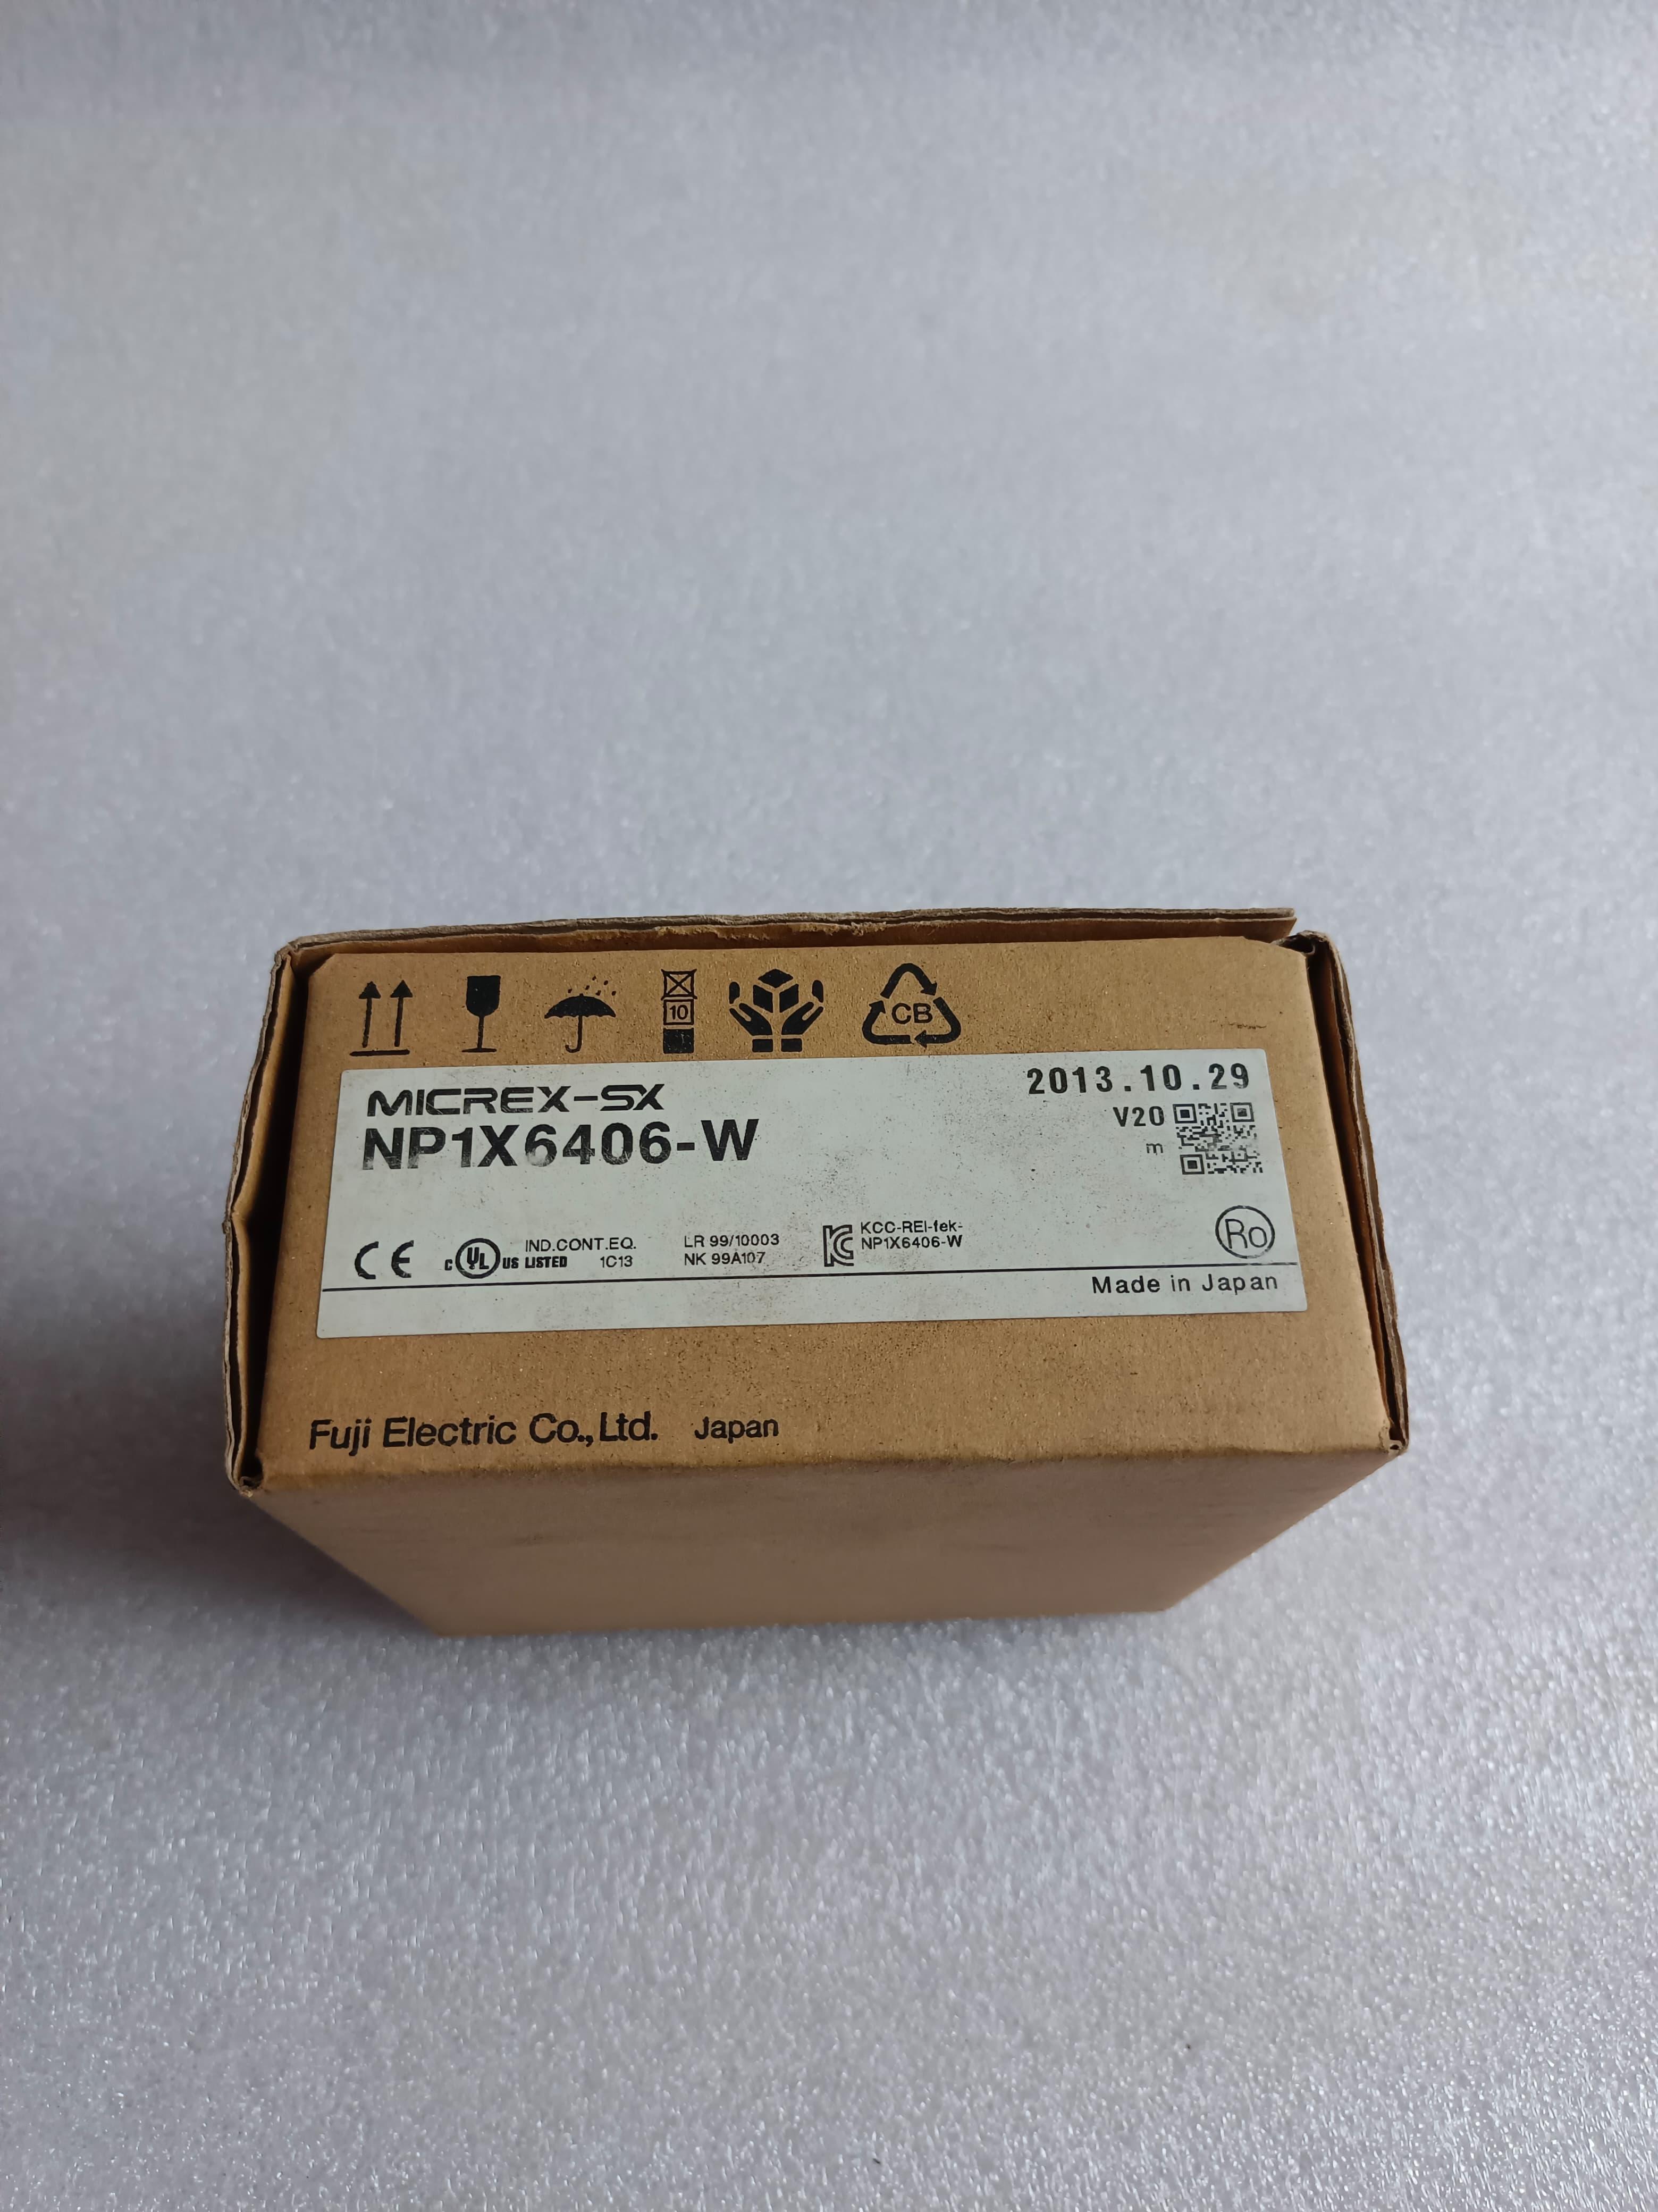 10
CB
MICREX-SX
2013.10.29
NP1X6406-W
V20
m
CE
c UL US IND.CONT.EQ.
LISTED 1C13
LR 99/10003
NK 99A107
KC
KCC-REI-fek-
NP1X6406-W
Ro
Made in Japan
Fuji Electric Co.,Ltd. Japan